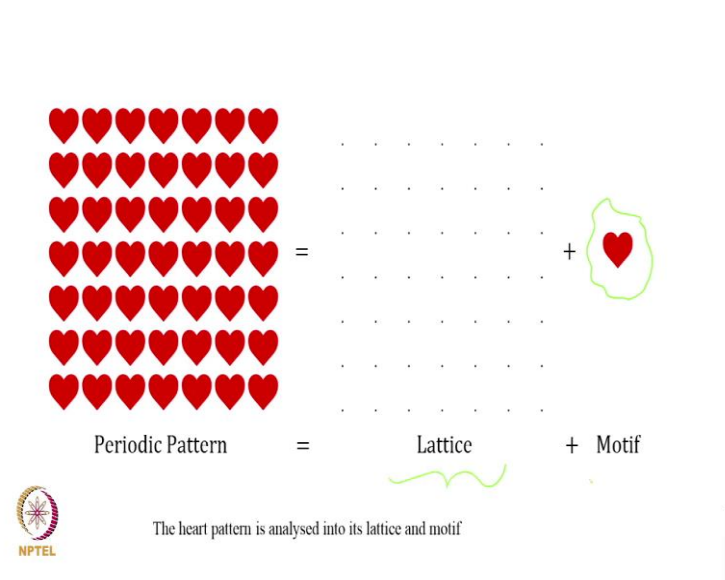 =
+
Periodic Pattern = Lattice + Motif
The heart pattern is analysed into its lattice and motif
NPTEL